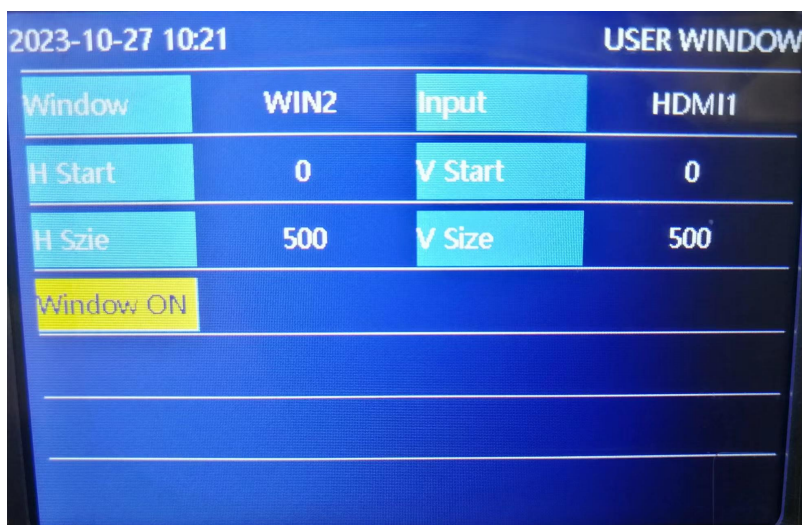 2023-10-27 10:21 USER WINDOW
Window WIN2 Input HDMI1
H Start 0 V Start 0
H Szie 500 V Size 500
Window ON